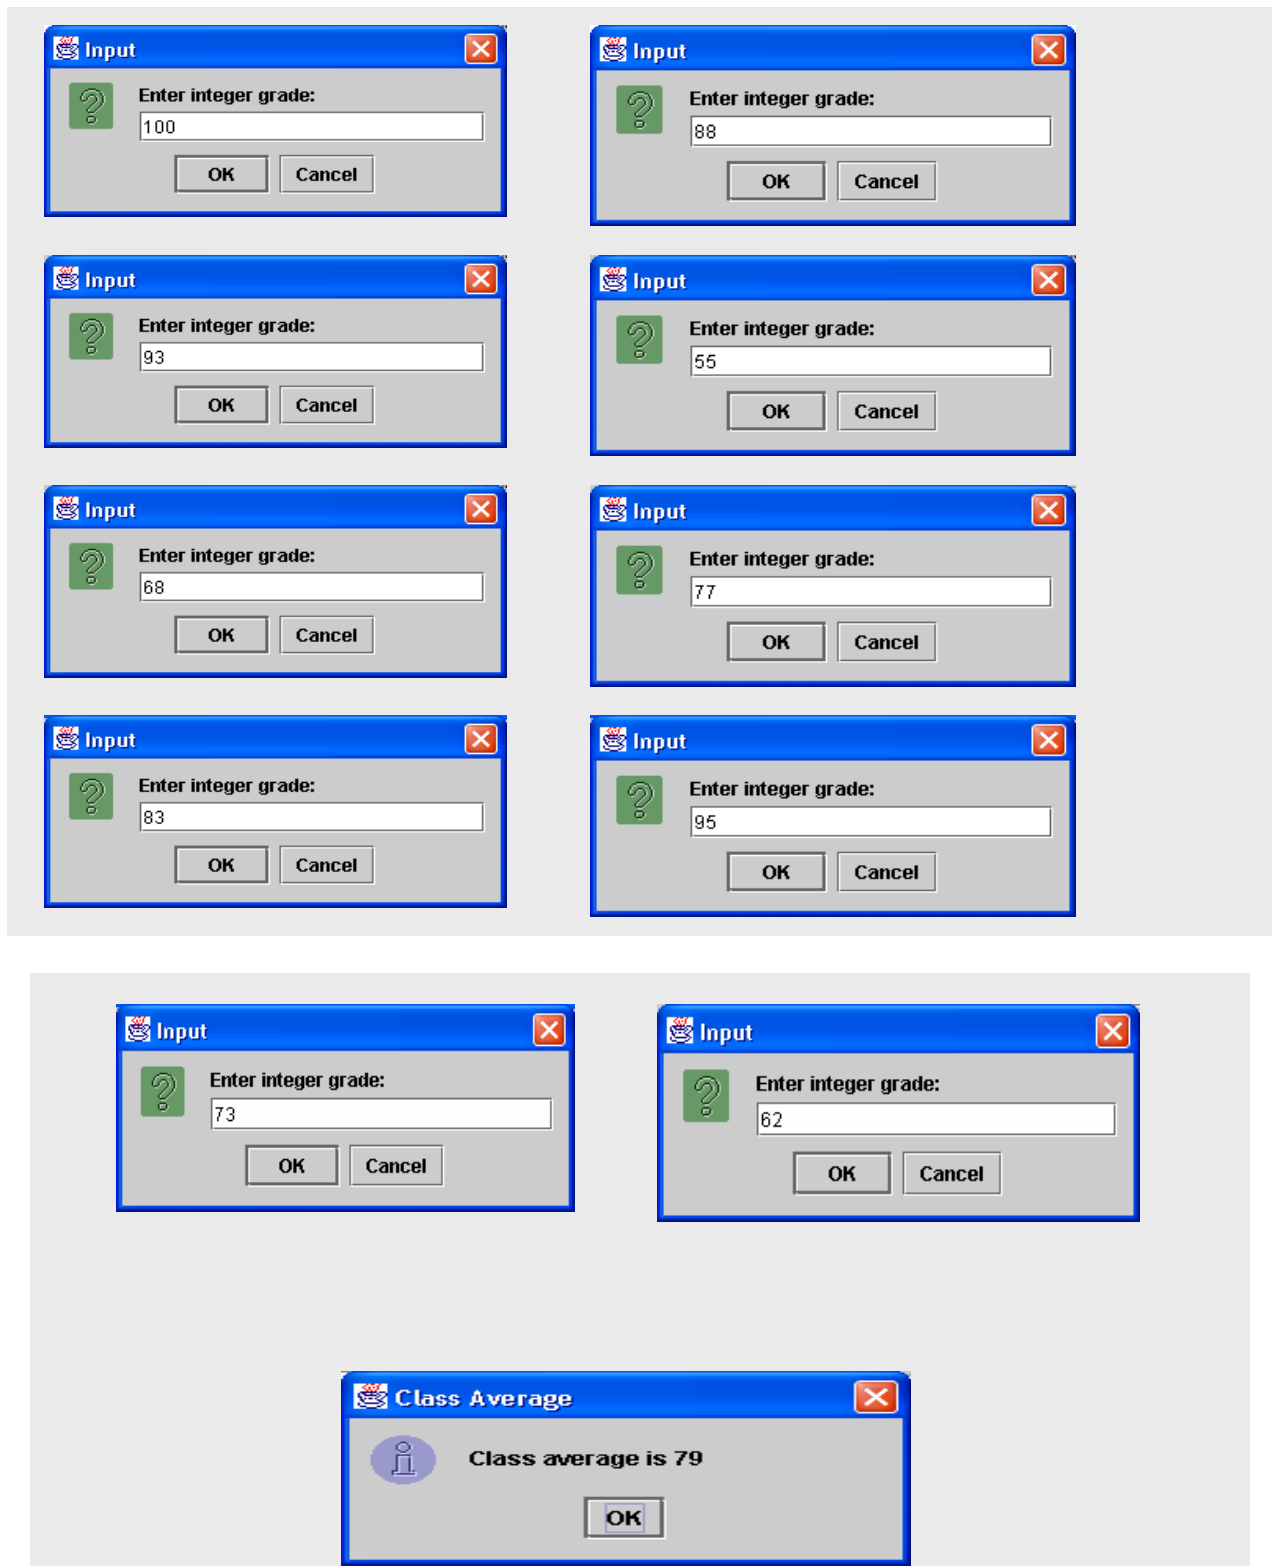 Input
Enter integer grade:
100
OK Cancel
Input
Enter integer grade:
88
OK Cancel
Input
Enter integer grade:
93
OK Cancel
Input
Enter integer grade:
55
OK Cancel
Input
Enter integer grade:
68
OK Cancel
Input
Enter integer grade:
77
OK Cancel
Input
Enter integer grade:
83
OK Cancel
Input
Enter integer grade:
95
OK Cancel
Input
Enter integer grade:
73
OK Cancel
Input
Enter integer grade:
62
OK Cancel
Class Average
Class average is 79
OK